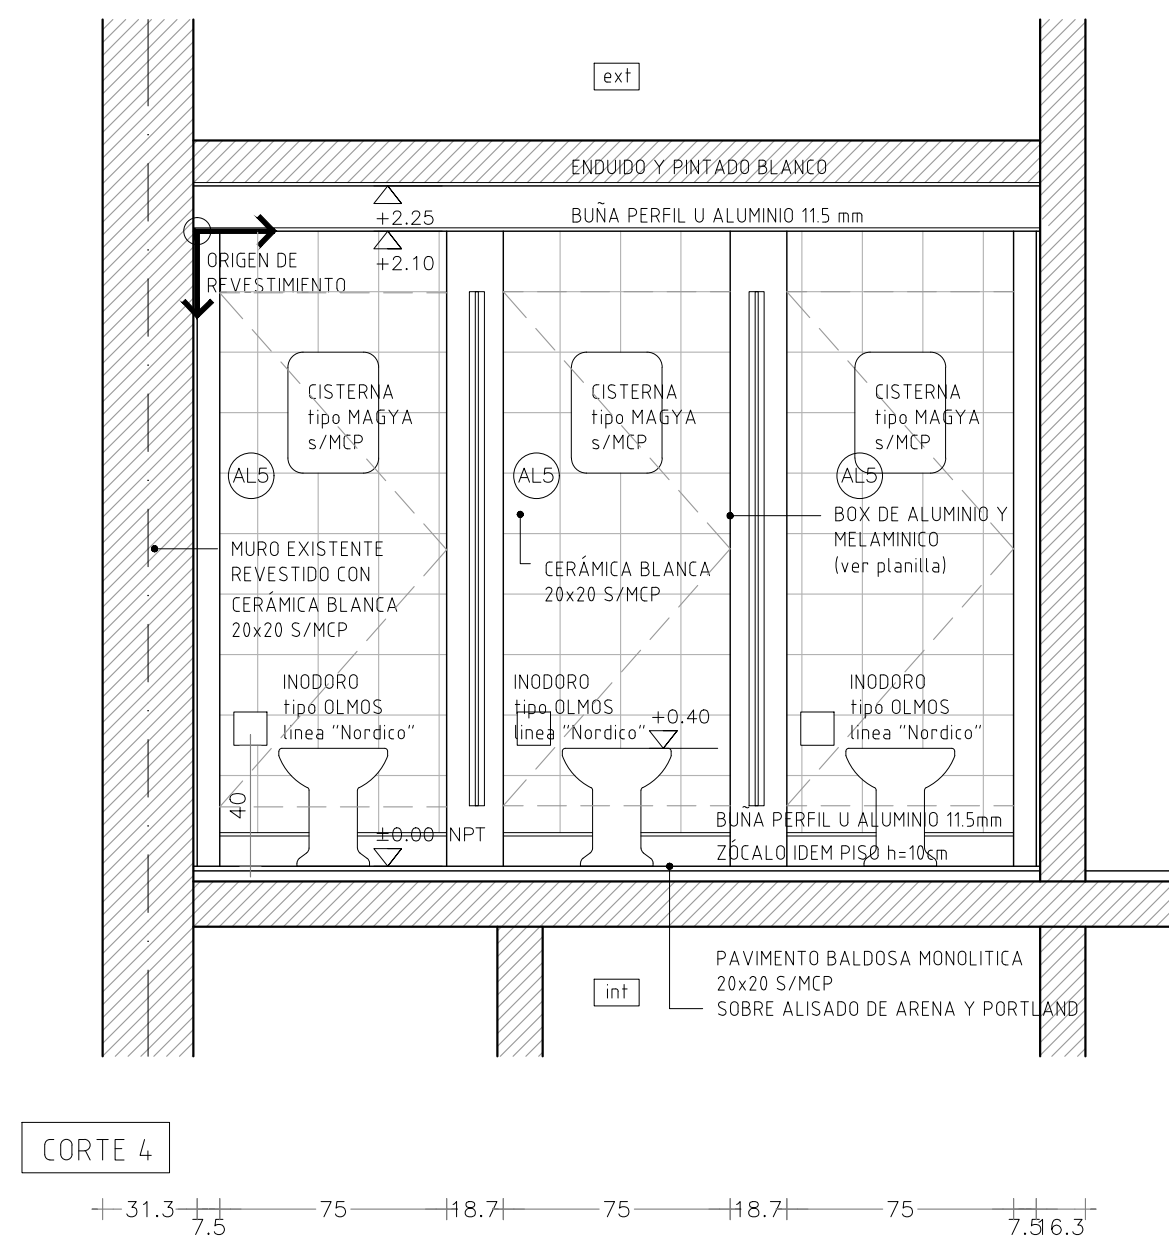 ext
ENDUIDO Y PINTADO BLANCO
+2.25
BUÑA PERFIL U ALUMINIO 11.5 mm
+2.10
ORIGEN DE
REVESTIMIENTO
CISTERNA
tipo MAGYA
s/MCP
CISTERNA
tipo MAGYA
s/MCP
CISTERNA
tipo MAGYA
s/MCP
AL5
AL5
AL5
BOX DE ALUMINIO Y
MELAMINICO
(ver planilla)
MURO EXISTENTE
REVESTIDO CON
CERÁMICA BLANCA
20x20 S/MCP
CERÁMICA BLANCA
20x20 S/MCP
INODORO
tipo OLMOS
linea "Nordico"
INODORO
tipo OLMOS
linea "Nordico"
INODORO
tipo OLMOS
linea "Nordico"
+0.40
40
±0.00 NPT
BUÑA PERFIL U ALUMINIO 11.5mm
ZÓCALO IDEM PISO h=10cm
PAVIMENTO BALDOSA MONOLITICA
20x20 S/MCP
SOBRE ALISADO DE ARENA Y PORTLAND
int
CORTE 4
31.3
7.5
75
18.7
75
18.7
75
7.5
16.3